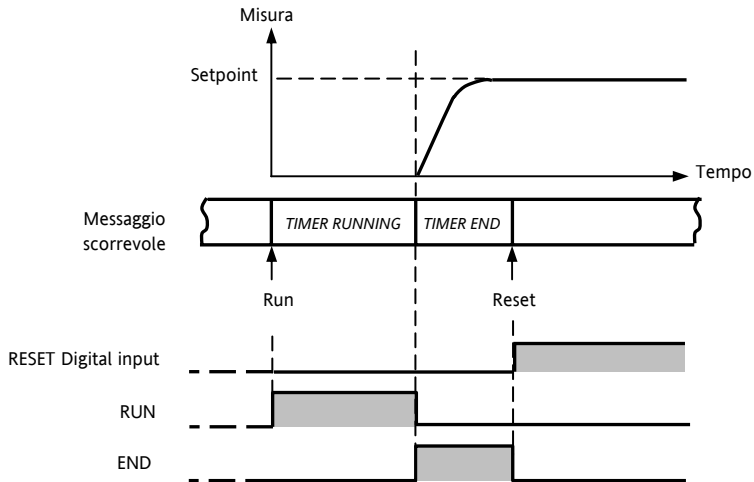 Misura
Setpoint
Tempo
Messaggio
scorrevole
TIMER RUNNING
TIMER END
Run
Reset
RESET Digital input
RUN
END